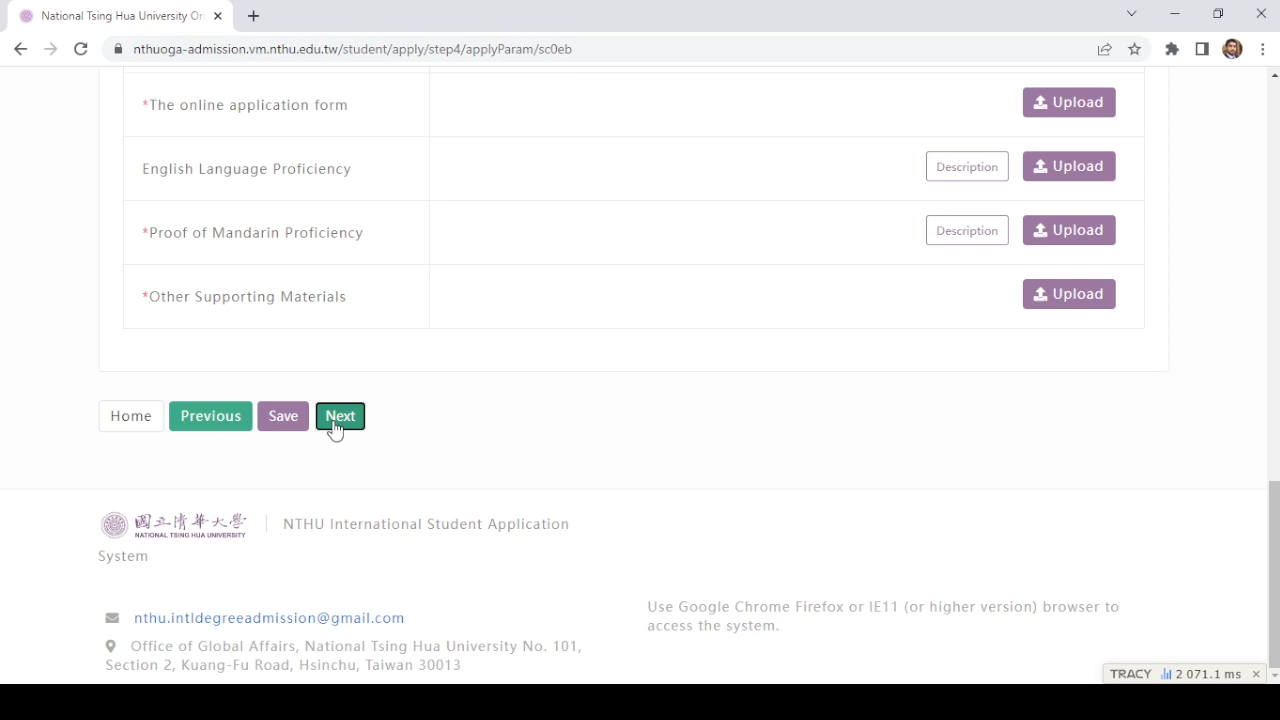 National Tsing Hua University On
nthuoga-admission.vm.nthu.edu.tw/student/apply/step4/applyParam/sc0eb
*The online application form
Upload
English Language Proficiency
Description
Upload
*Proof of Mandarin Proficiency
Description
Upload
*Other Supporting Materials
Upload
Home
Previous
Save
Next
國立清華大學
NATIONAL TSING HUA UNIVERSITY
NTHU International Student Application
System
nthu.intldegreeadmission@gmail.com
Office of Global Affairs, National Tsing Hua University No. 101,
Section 2, Kuang-Fu Road, Hsinchu, Taiwan 30013
Use Google Chrome Firefox or IE11 (or higher version) browser to
access the system.
TRACY 2 071.1 ms ×